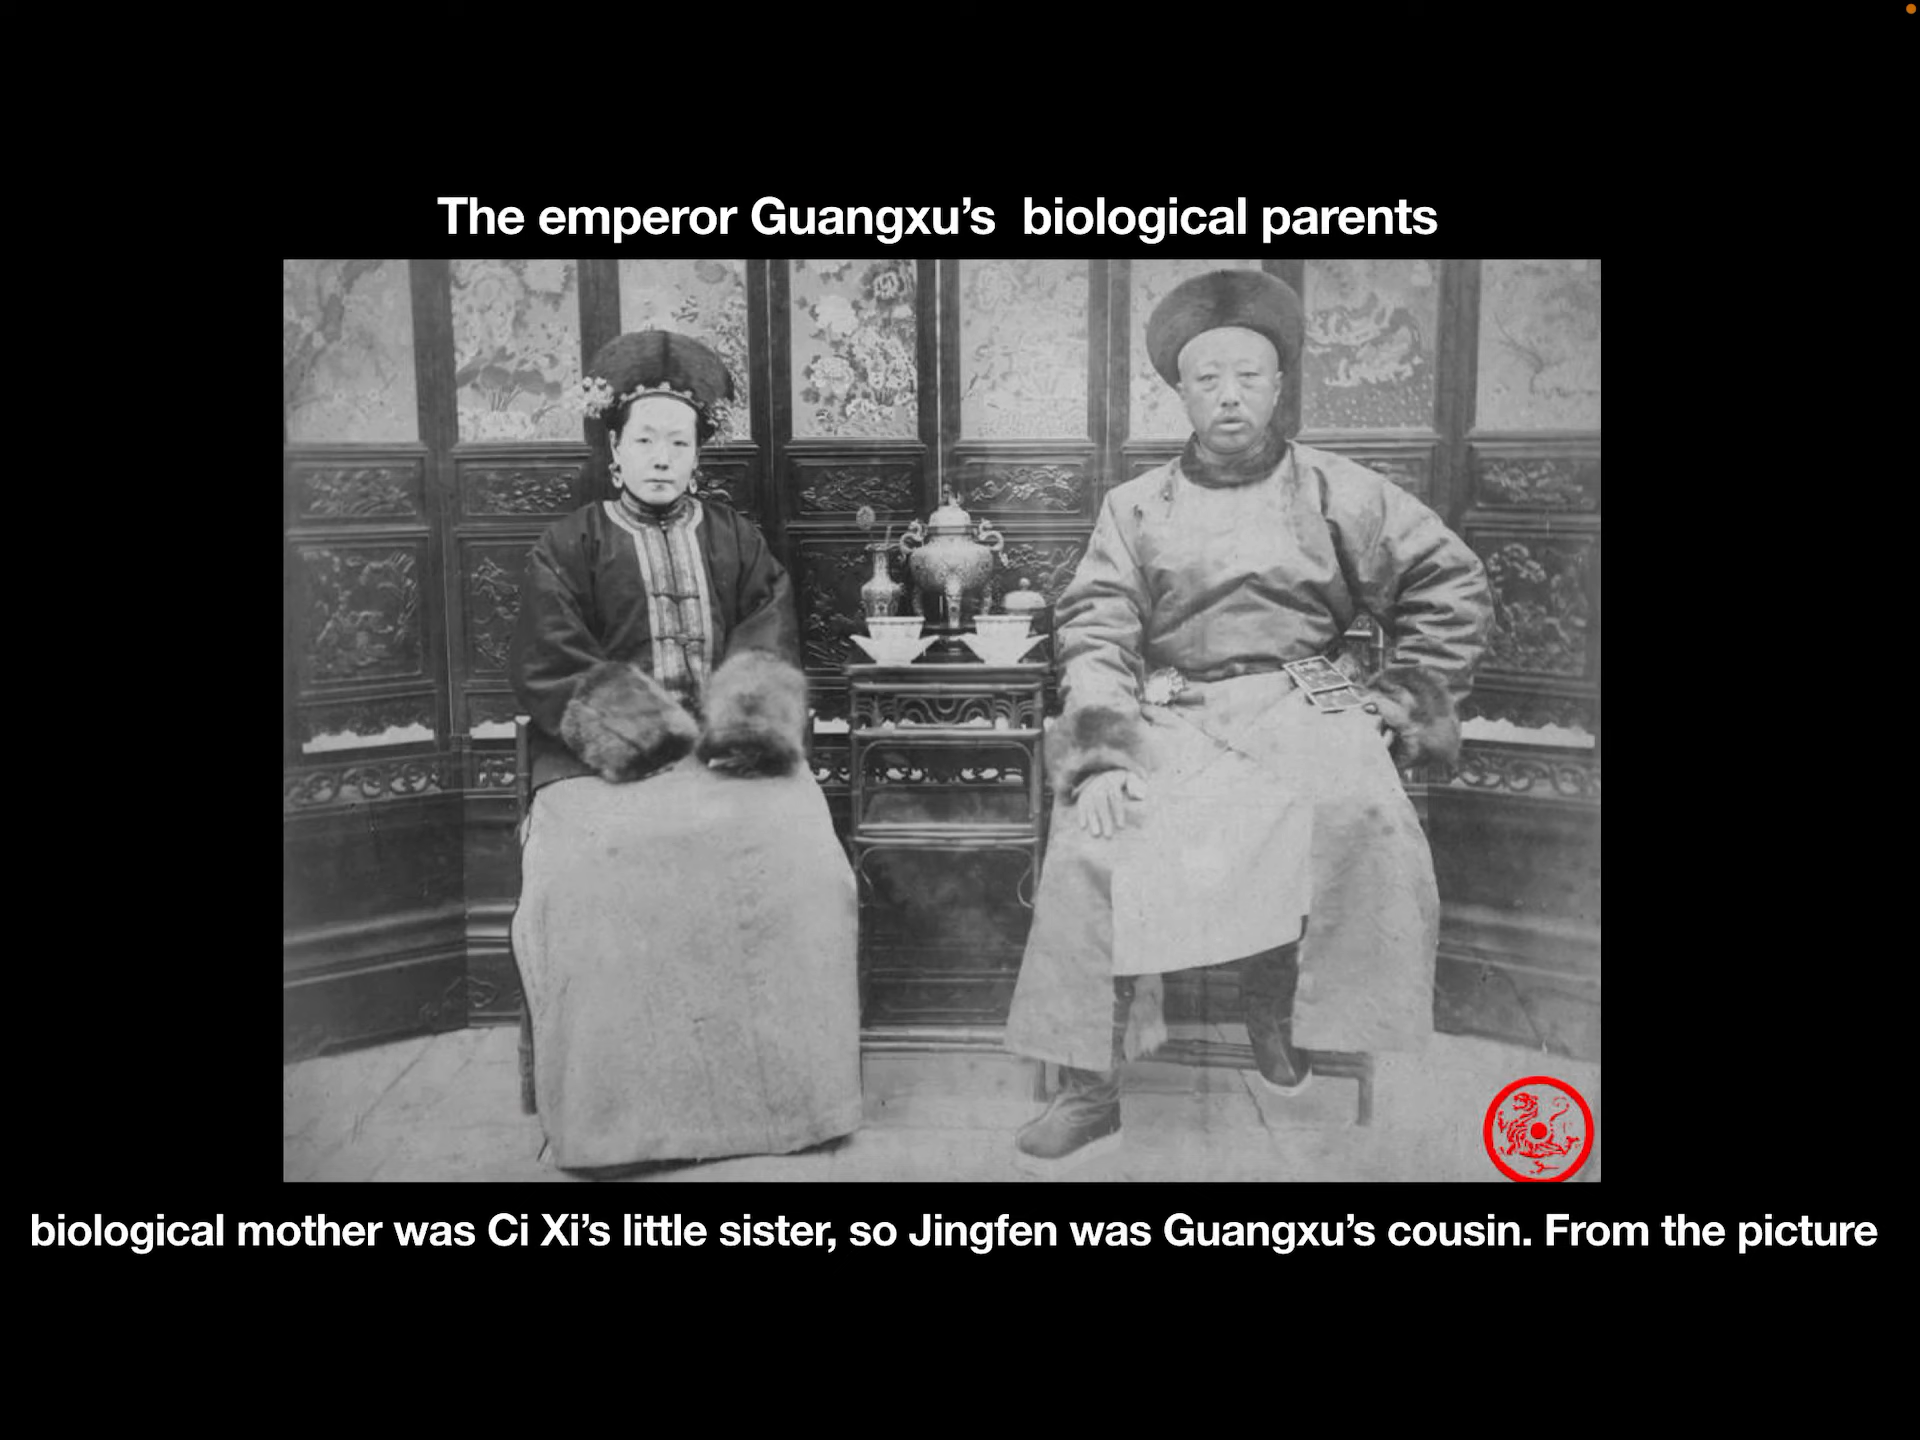 The emperor Guangxu’s  biological parents
biological mother was Ci Xi’s little sister, so Jingfen was Guangxu’s cousin. From the picture